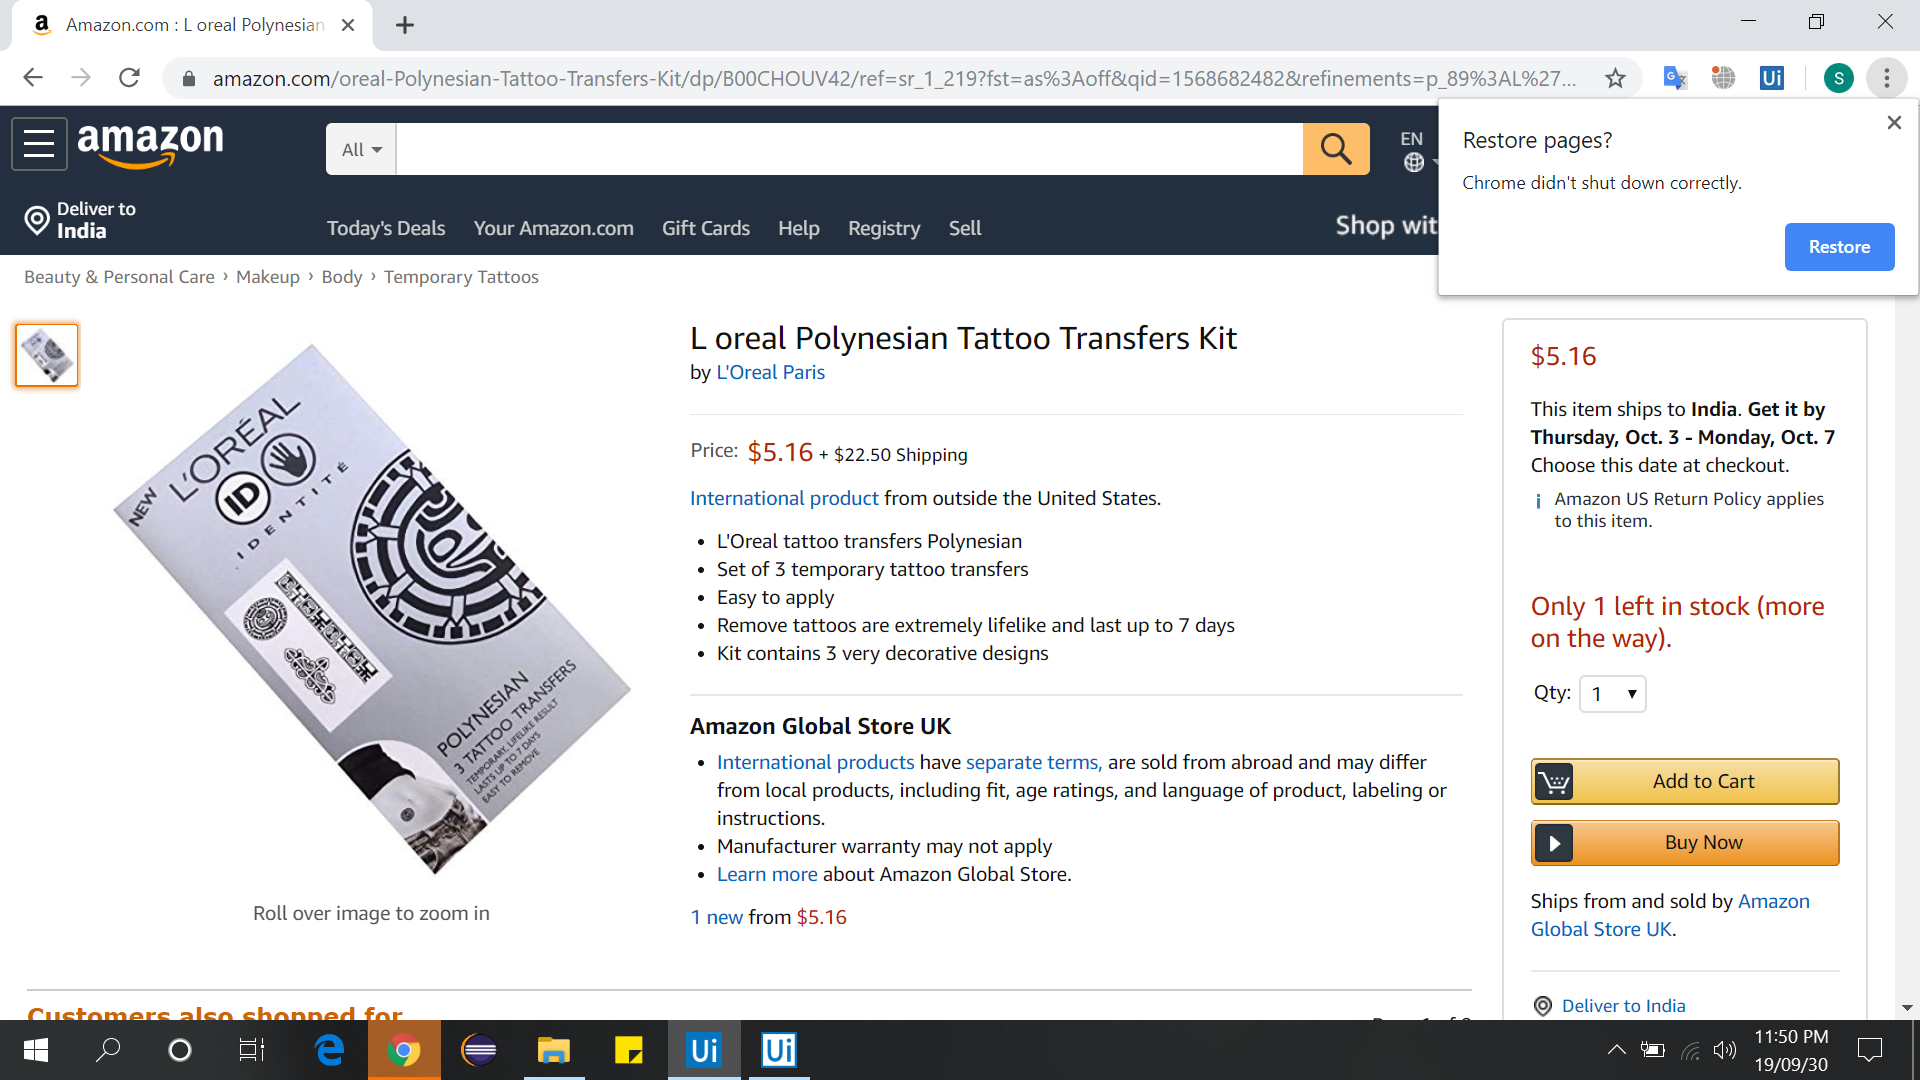 Amazon.com : L oreal Polynesian
amazon.com/oreal-Polynesian-Tattoo-Transfers-Kit/dp/B00CHOUV42/ref=sr_1_219?fst=as%3Aoff&qid=1568682482&refinements=p_89%3AL%27...
Ui
S
Restore pages?
Chrome didn't shut down correctly.
Restore
amazon
All
EN
Deliver to
India
Today's Deals
Your Amazon.com
Gift Cards
Help
Registry
Sell
Shop wit
Beauty & Personal Care › Makeup › Body › Temporary Tattoos
NEW
L'ORÉAL
ID
IDENTITÉ
POLYNESIAN
3 TATTOO TRANSFERS
TEMPORARY, LIFELIKE RESULT
LASTS UP TO 7 DAYS
EASY TO REMOVE
Roll over image to zoom in
L oreal Polynesian Tattoo Transfers Kit
by L'Oreal Paris
Price: $5.16 + $22.50 Shipping
International product from outside the United States.
• L'Oreal tattoo transfers Polynesian
• Set of 3 temporary tattoo transfers
• Easy to apply
• Remove tattoos are extremely lifelike and last up to 7 days
• Kit contains 3 very decorative designs
Amazon Global Store UK
• International products have separate terms, are sold from abroad and may differ
from local products, including fit, age ratings, and language of product, labeling or
instructions.
• Manufacturer warranty may not apply
• Learn more about Amazon Global Store.
1 new from $5.16
$5.16
This item ships to India. Get it by
Thursday, Oct. 3 - Monday, Oct. 7
Choose this date at checkout.
Amazon US Return Policy applies
to this item.
Only 1 left in stock (more
on the way).
Qty: 1
Add to Cart
Buy Now
Ships from and sold by Amazon
Global Store UK.
Deliver to India
Customers also shopped for
Ui
Ui
11:50 PM
19/09/30